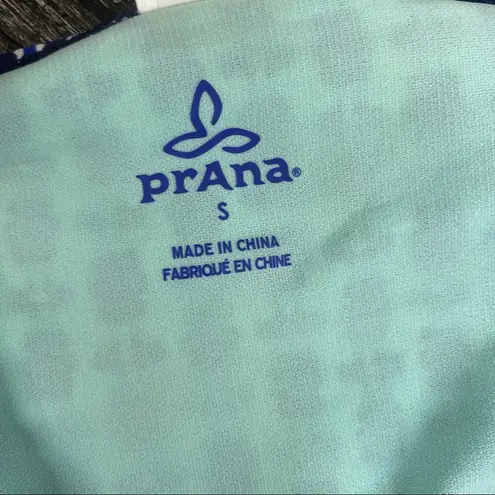 prAna®
S
MADE IN CHINA
FABRIQUÉ EN CHINE